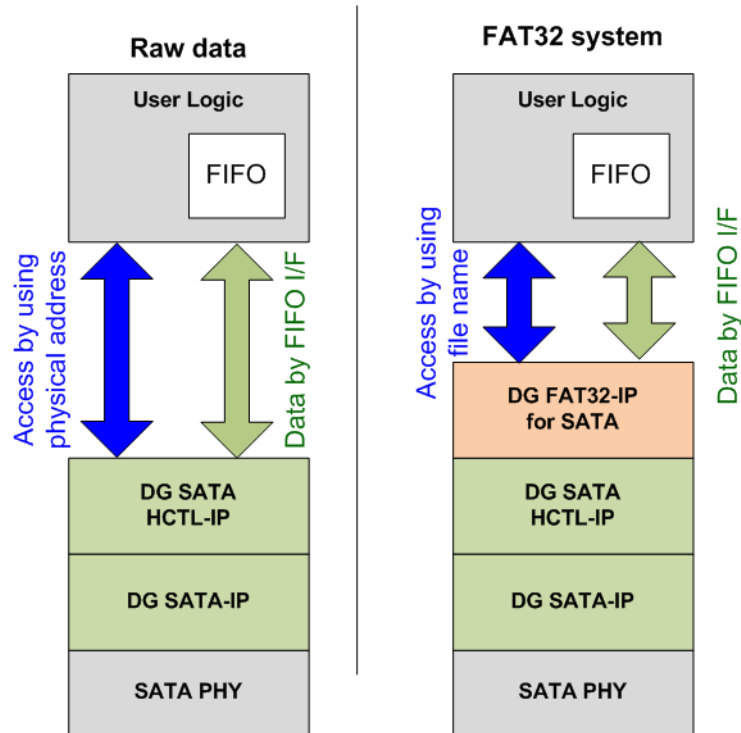 Raw data
User Logic
FIFO
Access by using
physical address
Data by FIFO I/F
DG SATA
HCTL-IP
DG SATA-IP
SATA PHY
FAT32 system
User Logic
FIFO
Access by using
file name
Data by FIFO I/F
DG FAT32-IP
for SATA
DG SATA
HCTL-IP
DG SATA-IP
SATA PHY